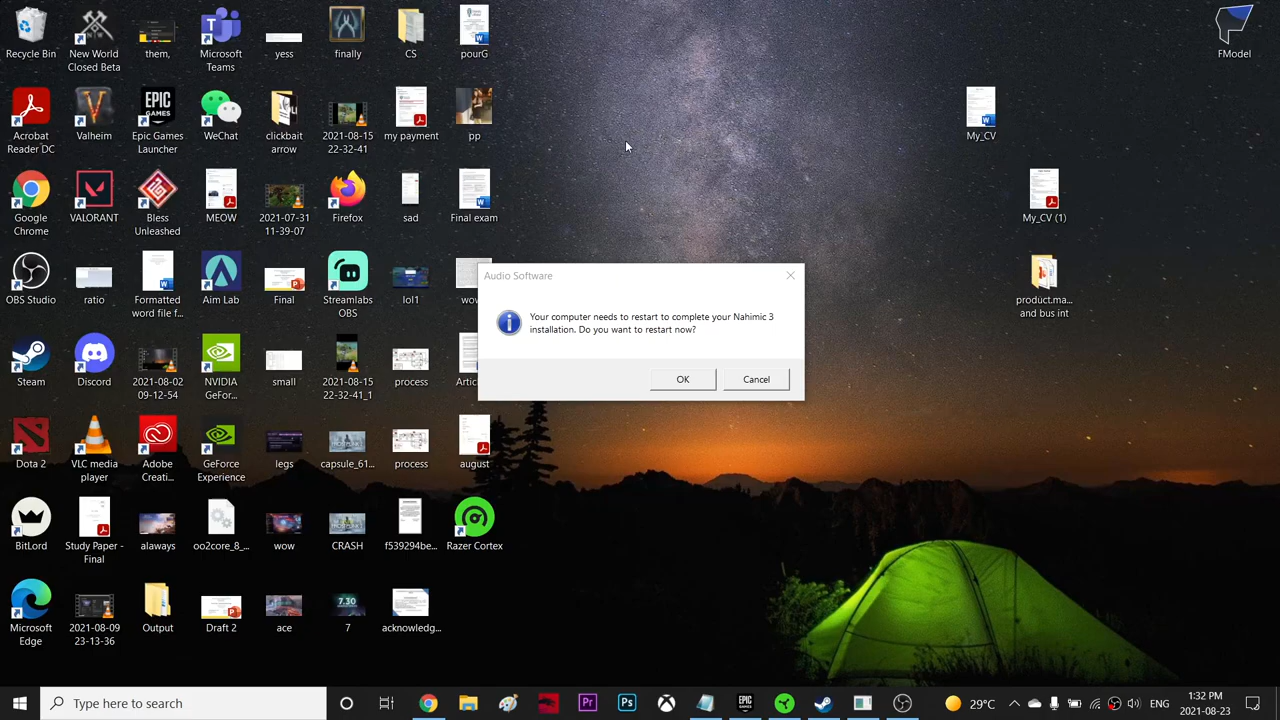 Recycle Bin
New World Closed Beta
them,
Microsoft Teams
yess
finally
CS
pourG
FModel
Acrobat Reader DC
Valheim
Epic Games Launcher
WeChat
clickbait arrow
2021-08-15 22-32-41
my payment
pp
My_CV
Google Chrome
VALORANT
Bless Unleashed
MEOW
2021-07-31 11-39-07
Firefox
sad
Final exam
My_CV (1)
OBS Studio
ratio
Formatted word file f...
Aim Lab
Final
Streamlabs OBS
lol1
product.ma... and bus int
Audio Software
Your computer needs to restart to complete your Nahimic 3
installation. Do you want to restart now?
OK
Cancel
Steam
Discord
2021-08-02 09-12-54
NVIDIA GeFor...
small
2021-08-15 22-32-41_1
process
Dota 2
VLC media player
Adobe Creati...
GeForce Experience
legs
capsule_61...
process
august
Biturd
Study Paper - Final
alaways
oo2core_8_...
wow
CRASH
f539294be...
Razer Cortex
Microsoft Edge
2021-08-09 23-13-36
Output
Draft 2
ace
7.30
7
acknowledg...
Type here to search
29°C
ENG
1:32 PM
2021-08-23